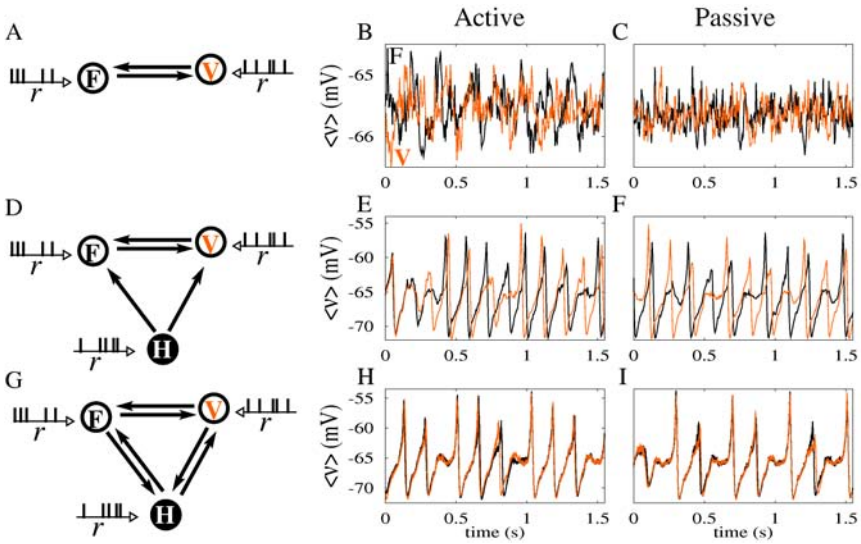 Active Passive
A B C
F V r r
F
V
<v> (mV)
-65
-66
0 0.5 1 1.5
0 0.5 1 1.5
D E F
F V r r
H r
<v> (mV)
-55
-60
-65
-70
0 0.5 1 1.5
0 0.5 1 1.5
G H I
F V r r
H r
<v> (mV)
-55
-60
-65
-70
0 0.5 1 1.5
0 0.5 1 1.5
time (s) time (s)